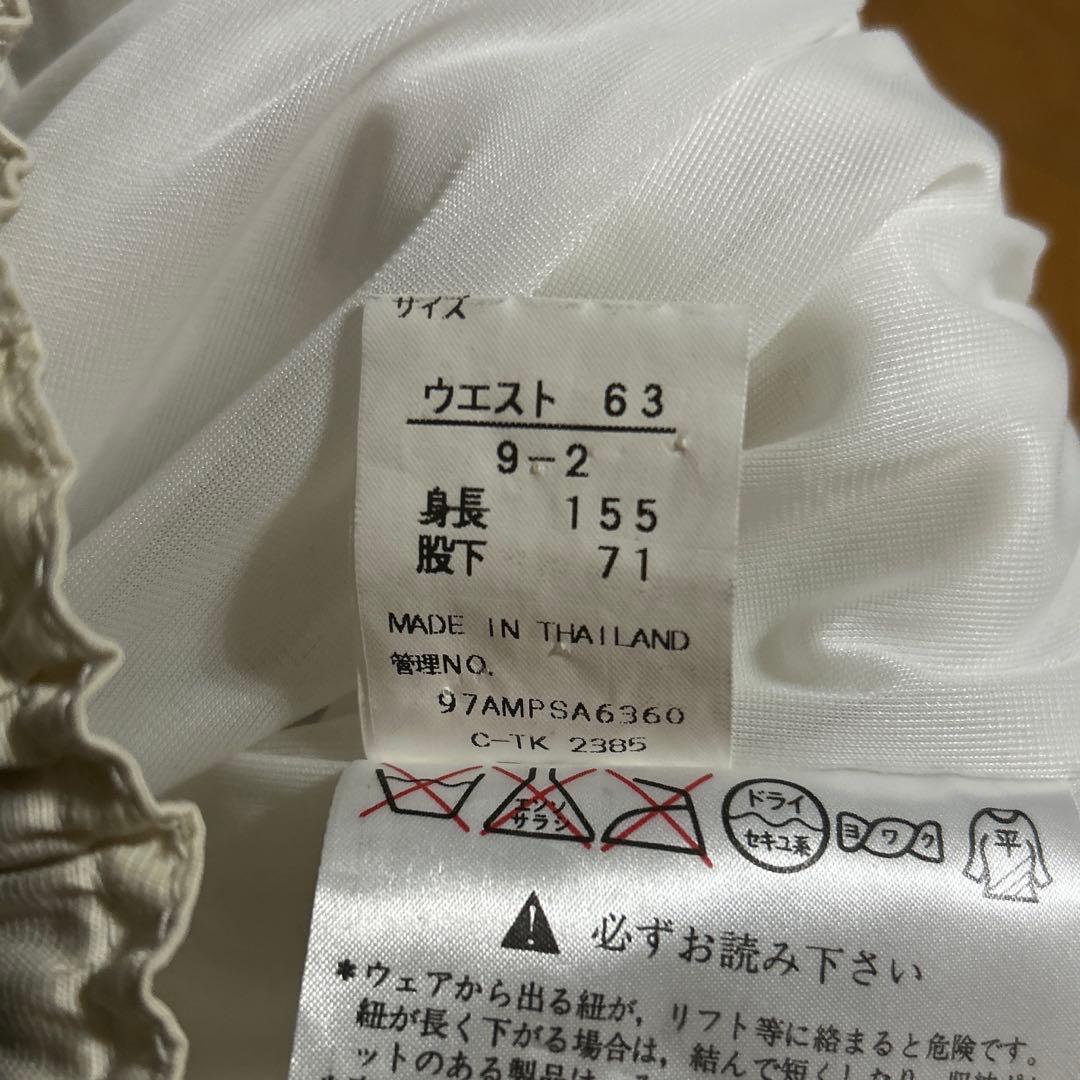 サイズ
ウエスト 63
9-2
身長 155
股下 71
MADE IN THAILAND
管理NO.
97AMPSA6360
C-TK 2385
エンソ
サラシ
ドライ
セキユ系
ヨワク
平
必ずお読み下さい
*ウェアから出る紐が、リフト等に絡まると危険です。
紐が長く下がる場合は、結んで短くしたり、収納ポ
ットのある製品は